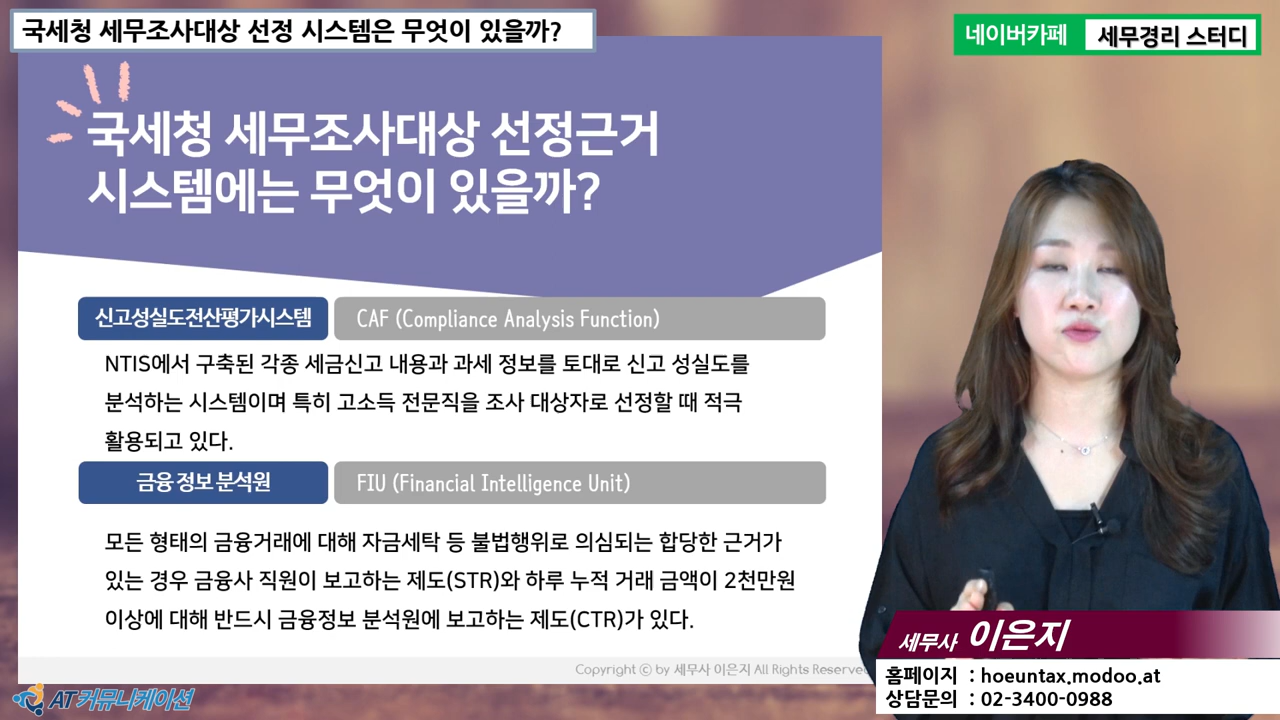 국세청 세무조사대상 선정 시스템은 무엇이 있을까?
네이버카페 세무경리 스터디
국세청 세무조사대상 선정근거
시스템에는 무엇이 있을까?
신고성실도전산평가시스템 CAF (Compliance Analysis Function)
NTIS에서 구축된 각종 세금신고 내용과 과세 정보를 토대로 신고 성실도를
분석하는 시스템이며 특히 고소득 전문직을 조사 대상자로 선정할 때 적극
활용되고 있다.
금융 정보 분석원 FIU (Financial Intelligence Unit)
모든 형태의 금융거래에 대해 자금세탁 등 불법행위로 의심되는 합당한 근거가
있는 경우 금융사 직원이 보고하는 제도(STR)와 하루 누적 거래 금액이 2천만원
이상에 대해 반드시 금융정보 분석원에 보고하는 제도(CTR)가 있다.
Copyright ⓒ by 세무사 이은지 All Rights Reserve
세무사 이은지
홈페이지 : hoeuntax.modoo.at
상담문의 : 02-3400-0988
AT커뮤니케이션